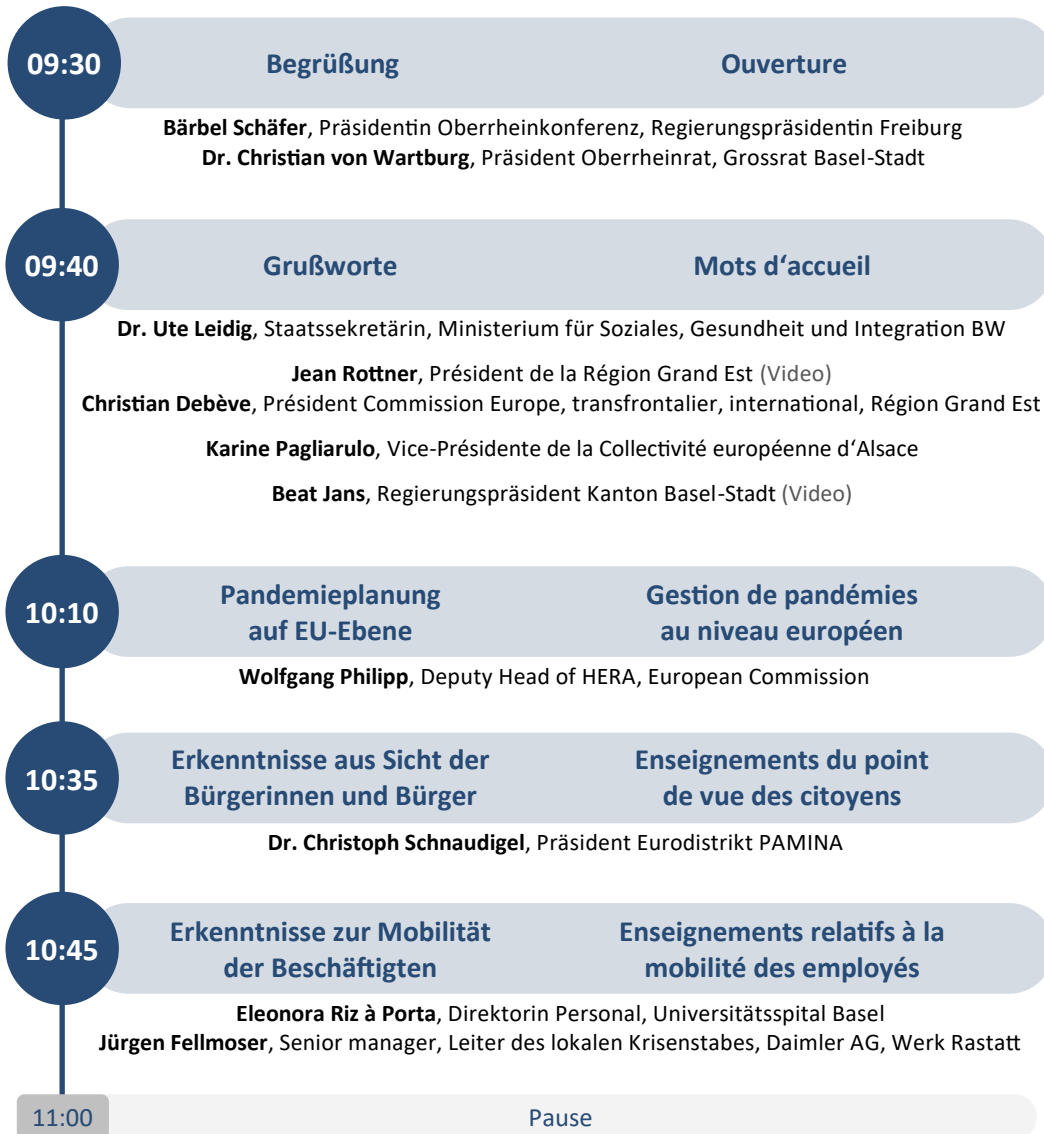 09:30 Begrüßung Ouverture
Bärbel Schäfer, Präsidentin Oberrheinkonferenz, Regierungspräsidentin Freiburg
Dr. Christian von Wartburg, Präsident Oberrheinrat, Grossrat Basel-Stadt
09:40 Grußworte Mots d‘accueil
Dr. Ute Leidig, Staatssekretärin, Ministerium für Soziales, Gesundheit und Integration BW
Jean Rottner, Président de la Région Grand Est (Video)
Christian Debève, Président Commission Europe, transfrontalier, international, Région Grand Est
Karine Pagliarulo, Vice-Présidente de la Collectivité européenne d‘Alsace
Beat Jans, Regierungspräsident Kanton Basel-Stadt (Video)
10:10
Pandemieplanung
auf EU-Ebene
Gestion de pandémies
au niveau européen
Wolfgang Philipp, Deputy Head of HERA, European Commission
10:35
Erkenntnisse aus Sicht der
Bürgerinnen und Bürger
Enseignements du point
de vue des citoyens
Dr. Christoph Schnaudigel, Präsident Eurodistrikt PAMINA
10:45
Erkenntnisse zur Mobilität
der Beschäftigten
Enseignements relatifs à la
mobilité des employés
Eleonora Riz à Porta, Direktorin Personal, Universitätsspital Basel
Jürgen Fellmoser, Senior manager, Leiter des lokalen Krisenstabes, Daimler AG, Werk Rastatt
11:00 Pause